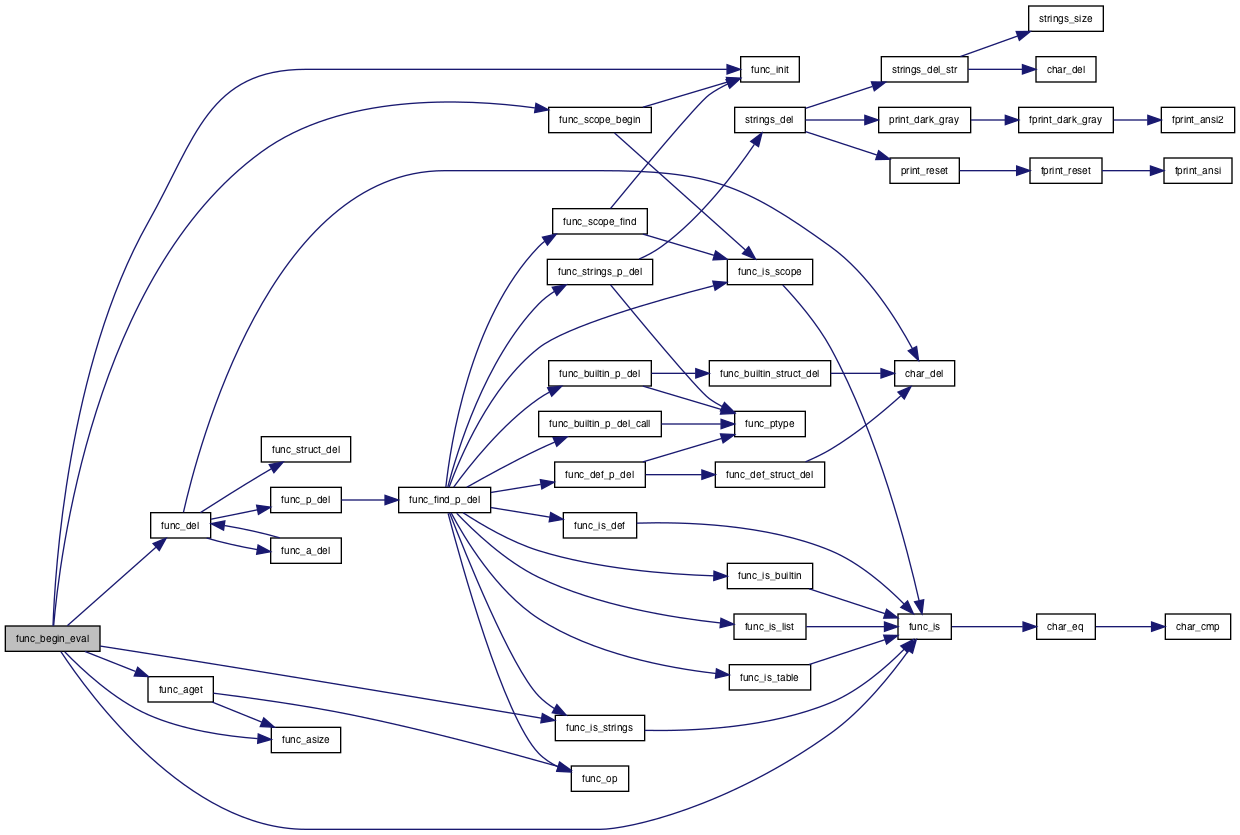 strings_size
func_init
strings_del_str
char_del
func_scope_begin
strings_del
print_dark_gray
fprint_dark_gray
fprint_ansi2
print_reset
fprint_reset
fprint_ansi
func_scope_find
func_strings_p_del
func_is_scope
func_builtin_p_del
func_builtin_struct_del
char_del
func_builtin_p_del_call
func_ptype
func_struct_del
func_def_p_del
func_def_struct_del
func_p_del
func_find_p_del
func_del
func_is_def
func_a_del
func_is_builtin
func_begin_eval
func_is_list
func_is
char_eq
char_cmp
func_is_table
func_aget
func_is_strings
func_asize
func_op